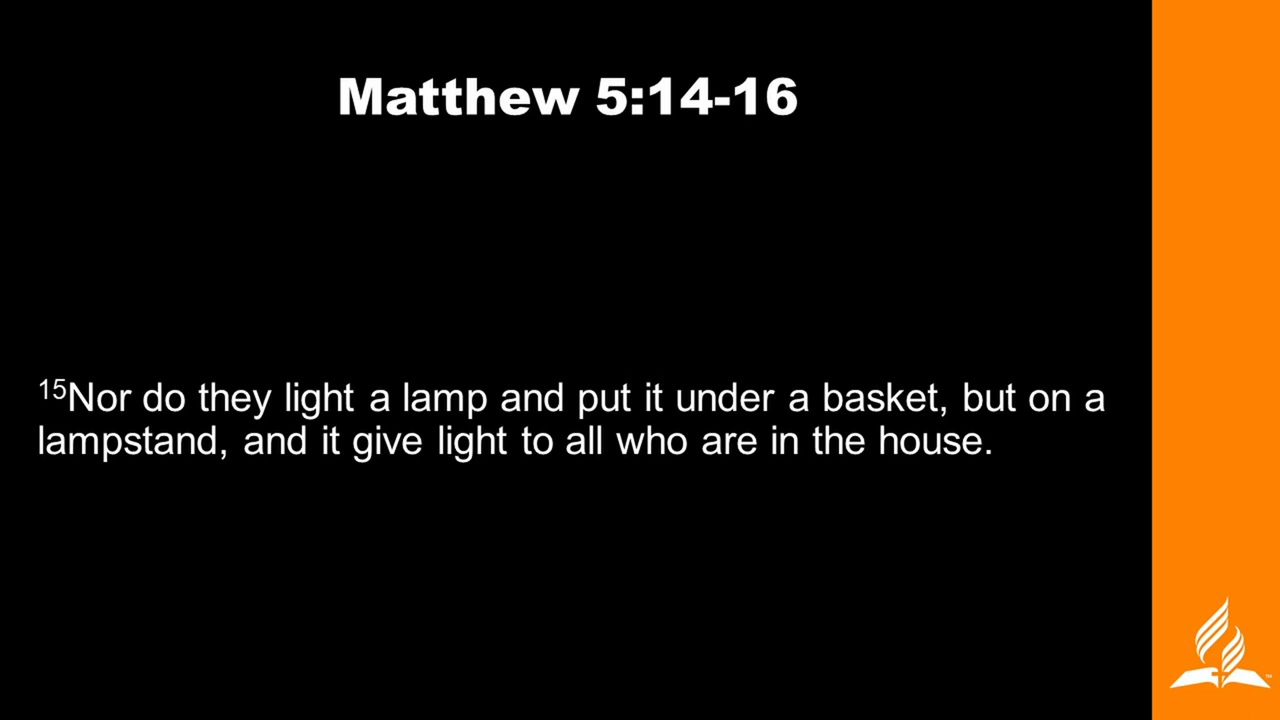 Matthew 5:14-16
15Nor do they light a lamp and put it under a basket, but on a
lampstand, and it give light to all who are in the house.